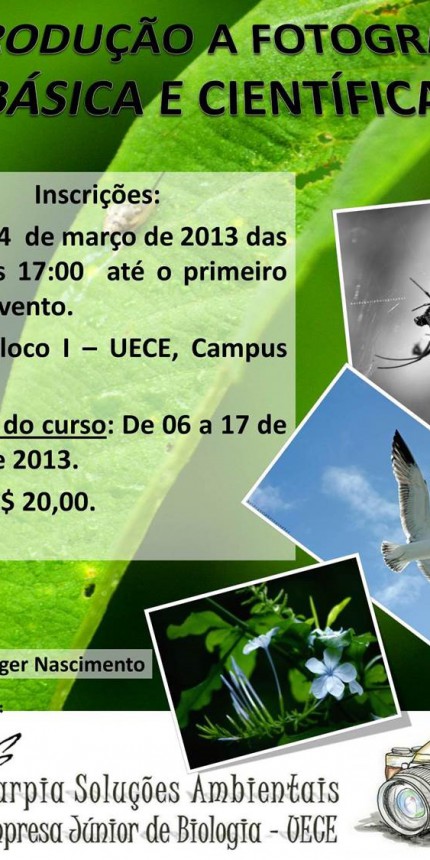 RODUÇÃO A FOTOGR
BÁSICA E CIENTÍFICA
Inscrições:
4 de março de 2013 das
s 17:00 até o primeiro
vento.
loco I – UECE, Campus
do curso: De 06 a 17 de
e 2013.
$ 20,00.
ger Nascimento
:
arpia Soluções Ambientais
presa Júnior de Biologia - UECE